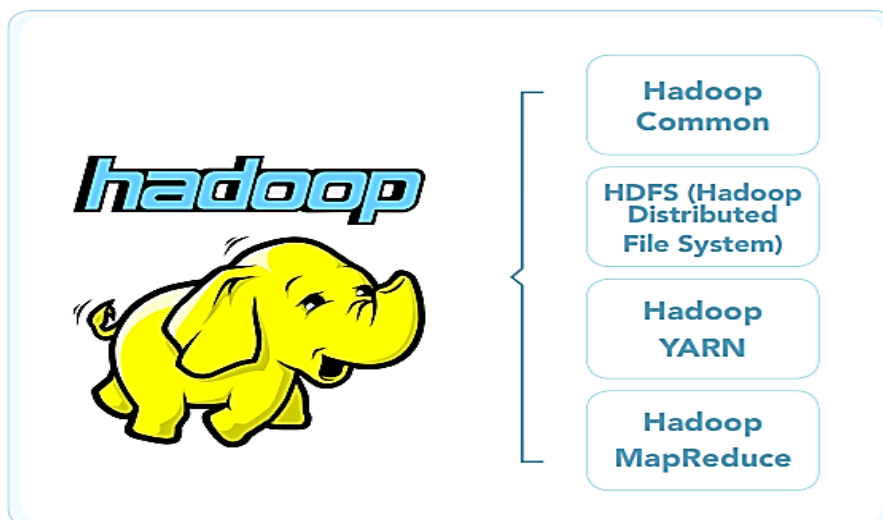 hadoop
Hadoop
Common
HDFS (Hadoop
Distributed
File System)
Hadoop
YARN
Hadoop
MapReduce